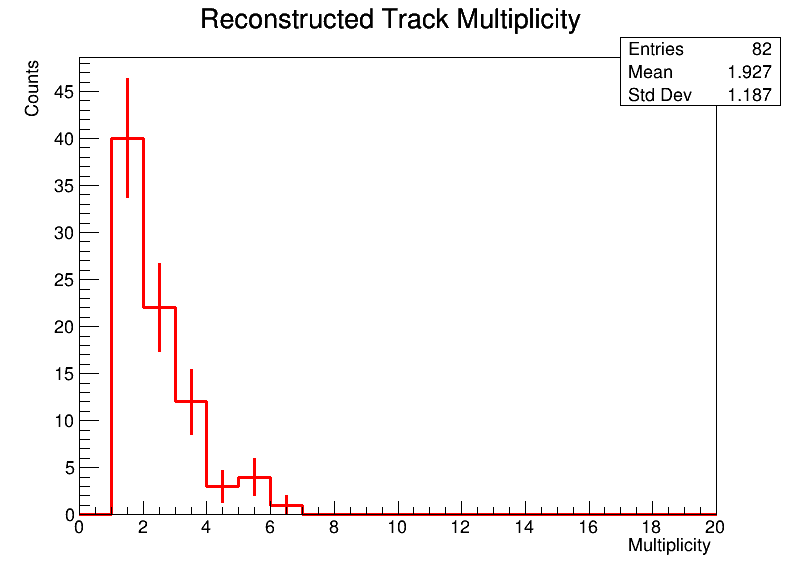 Reconstructed Track Multiplicity
Entries 82
Mean 1.927
Std Dev 1.187
Counts
45
40
35
30
25
20
15
10
5
0
0 2 4 6 8 10 12 14 16 18 20
Multiplicity